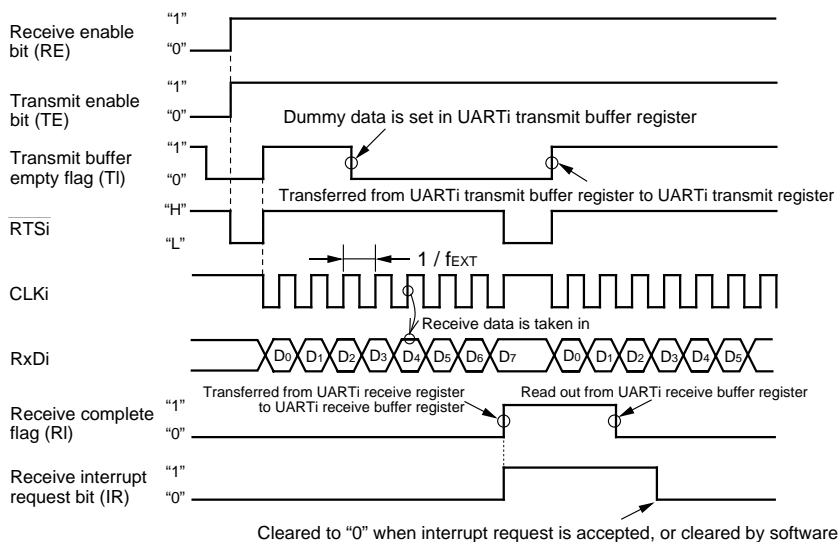 Receive enable
bit (RE)
“1”
“0”
Transmit enable
bit (TE)
“1”
“0”
Dummy data is set in UARTi transmit buffer register
Transmit buffer
empty flag (TI)
“1”
“0”
Transferred from UARTi transmit buffer register to UARTi transmit register
RTSi
“H”
“L”
1 / fEXT
CLKi
Receive data is taken in
RxDi
D0 D1 D2 D3 D4 D5 D6 D7 D0 D1 D2 D3 D4 D5
Transferred from UARTi receive register
to UARTi receive buffer register
Read out from UARTi receive buffer register
Receive complete
flag (RI)
“1”
“0”
Receive interrupt
request bit (IR)
“1”
“0”
Cleared to “0” when interrupt request is accepted, or cleared by software